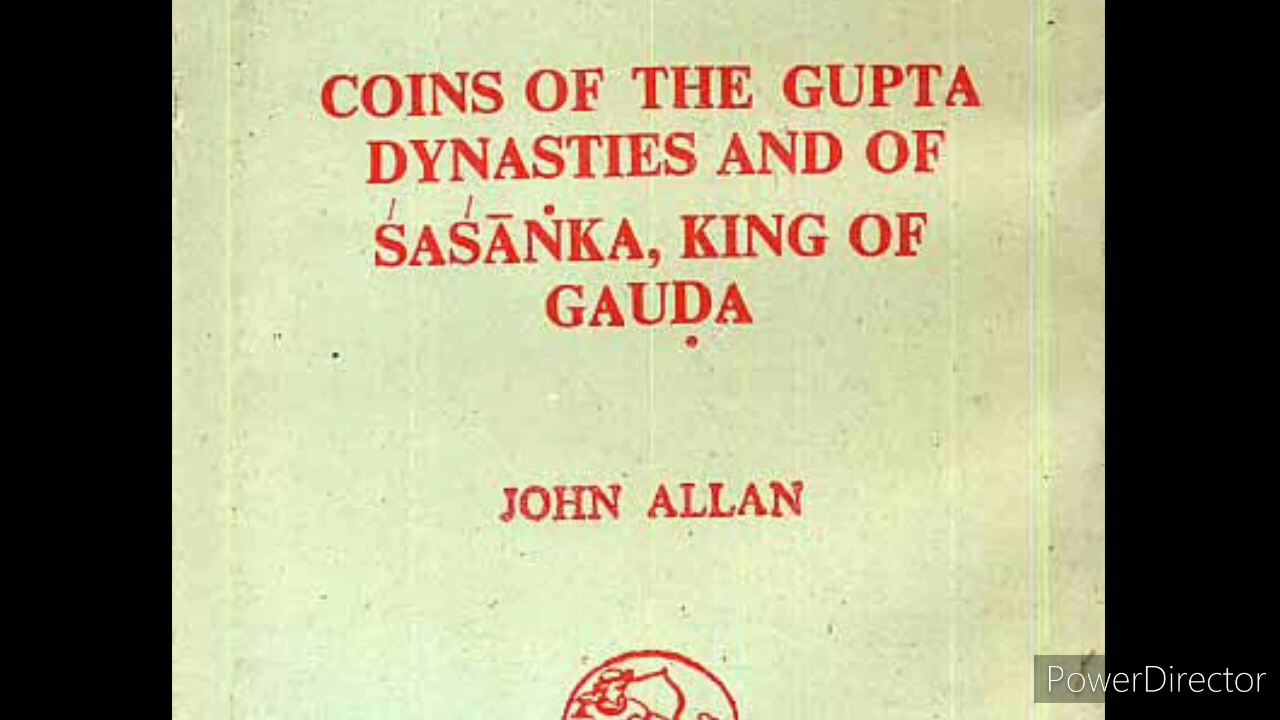 COINS OF THE GUPTA
DYNASTIES AND OF
ŚAŚĀṄKA, KING OF
GAUḌA
JOHN ALLAN
PowerDirector